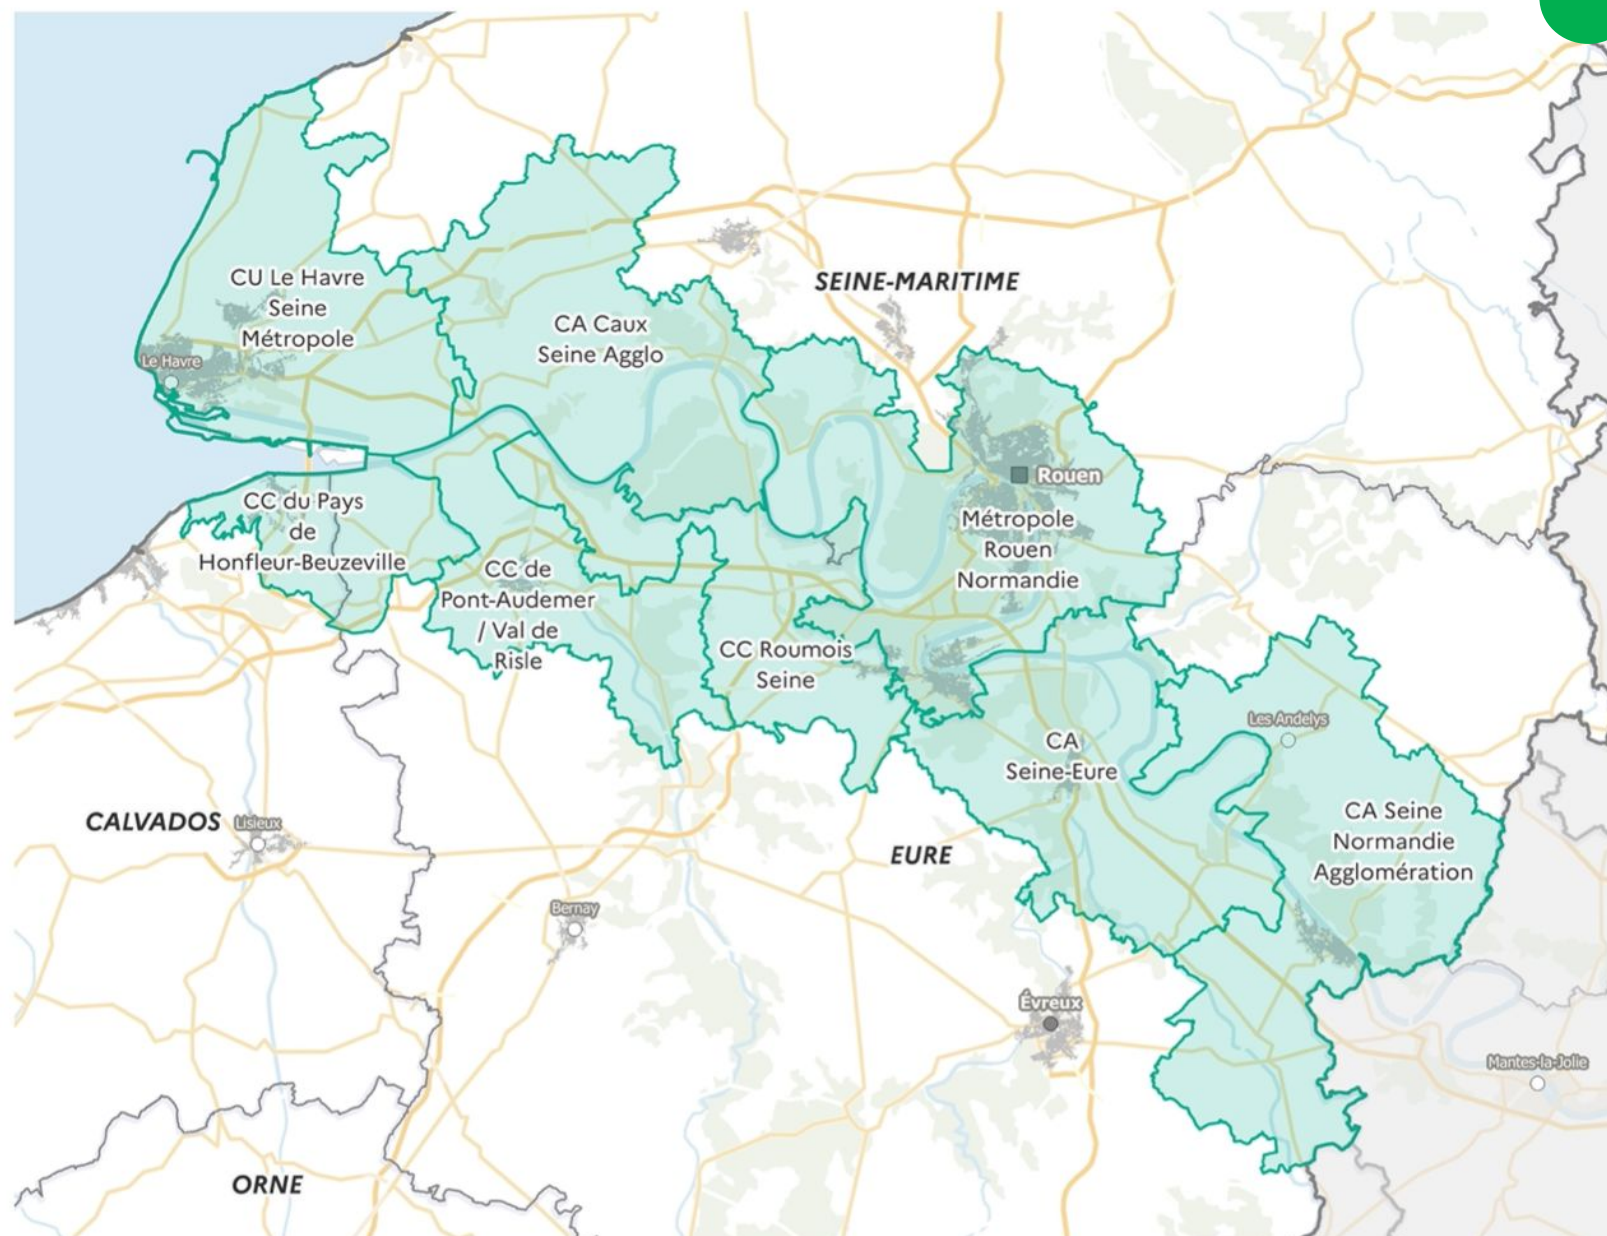 SEINE-MARITIME
CU Le Havre
Seine
Métropole
CA Caux
Seine Agglo
Le Havre
Rouen
CC du Pays
de
Honfleur-Beuzeville
Métropole
Rouen
Normandie
CC de
Pont-Audemer
/ Val de
Risle
CC Roumois
Seine
Les Andelys
CA
Seine-Eure
CA Seine
Normandie
Agglomération
CALVADOS
Lisieux
EURE
Bernay
Évreux
Mantes-la-Jolie
ORNE